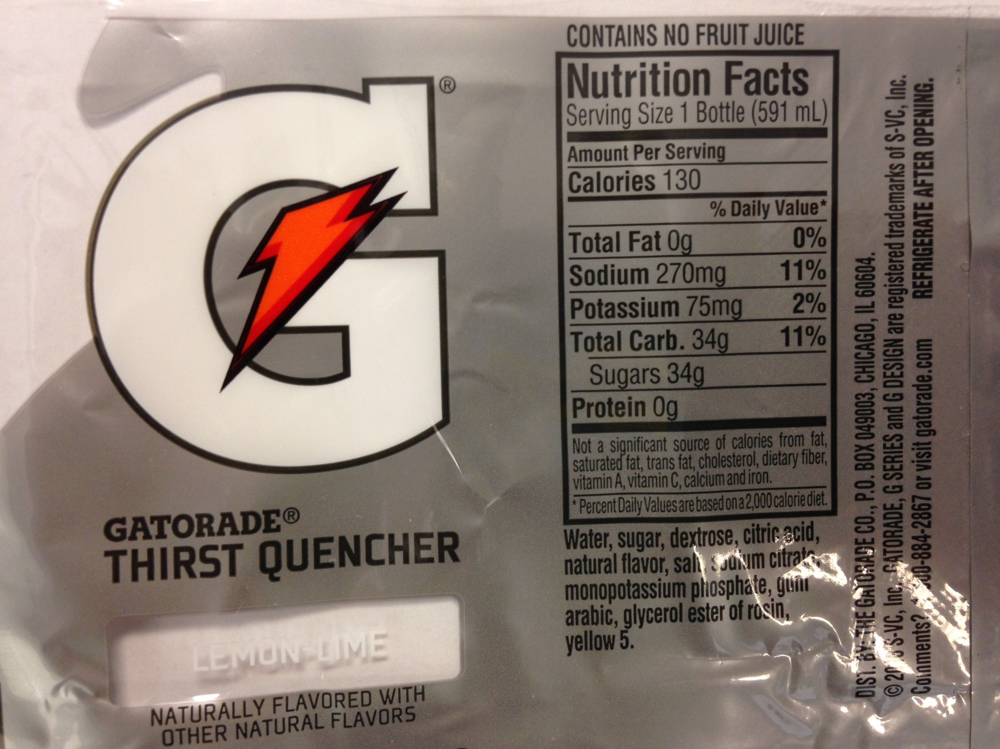 G®
GATORADE®
THIRST QUENCHER
LEMON-LIME
NATURALLY FLAVORED WITH
OTHER NATURAL FLAVORS
CONTAINS NO FRUIT JUICE
Nutrition Facts
Serving Size 1 Bottle (591 mL)
Amount Per Serving
Calories 130
% Daily Value*
Total Fat 0g 0%
Sodium 270mg 11%
Potassium 75mg 2%
Total Carb. 34g 11%
Sugars 34g
Protein 0g
Not a significant source of calories from fat,
saturated fat, trans fat, cholesterol, dietary fiber,
vitamin A, vitamin C, calcium and iron.
* Percent Daily Values are based on a 2,000 calorie diet.
Water, sugar, dextrose, citric acid,
natural flavor, salt, sodium citrate,
monopotassium phosphate, gum
arabic, glycerol ester of rosin,
yellow 5.
DIST. BY: THE GATORADE CO., P.O. BOX 049003, CHICAGO, IL 60604.
© S-VC, Inc. GATORADE, G SERIES and G DESIGN are registered trademarks of S-VC, Inc.
Comments? or visit gatorade.com REFRIGERATE AFTER OPENING.